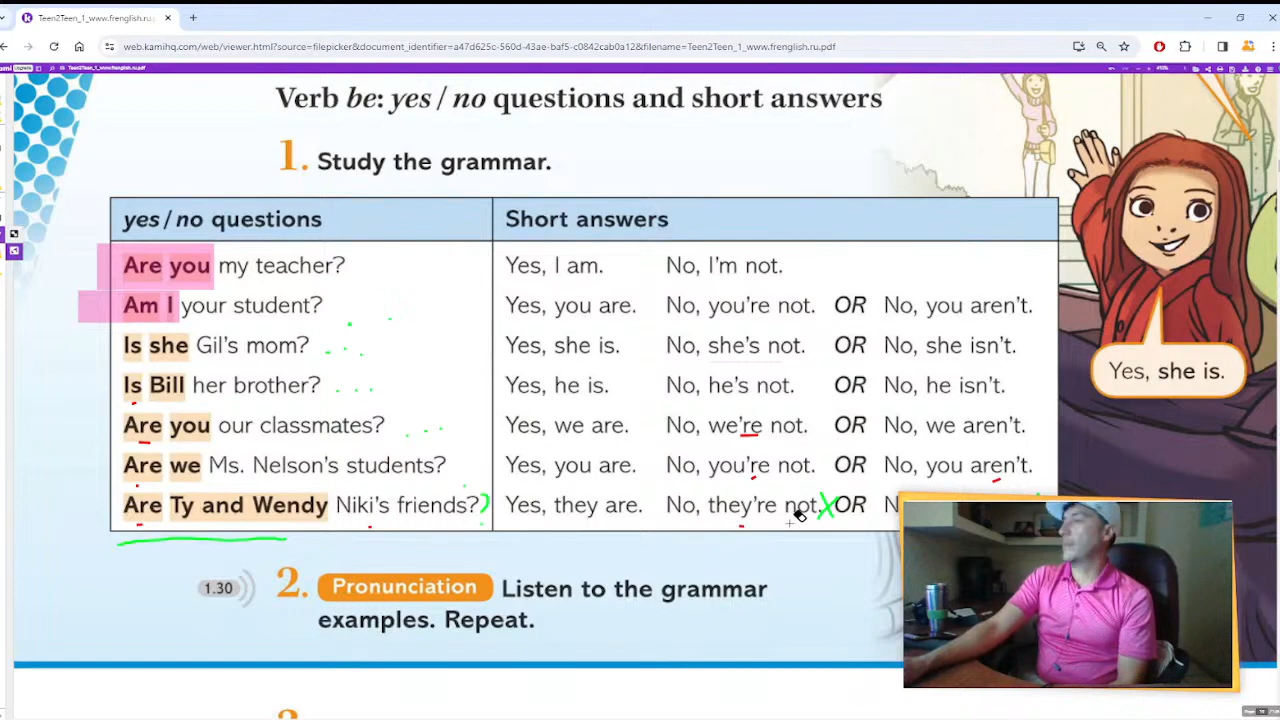 Teen2Teen_1_www.frenglish.ru.pdf
web.kamihq.com/web/viewer.html?source=filepicker&document_identifier=a47d625c-560d-43ae-baf5-c0842cab0a12&filename=Teen2Teen_1_www.frenglish.ru.pdf
Teen2Teen_1_www.frenglish.ru.pdf
Verb be: yes / no questions and short answers
1. Study the grammar.
yes / no questions Short answers
Are you my teacher? Yes, I am. No, I'm not.
Am I your student? Yes, you are. No, you're not. OR No, you aren't.
Is she Gil's mom? Yes, she is. No, she's not. OR No, she isn't.
Is Bill her brother? Yes, he is. No, he's not. OR No, he isn't.
Are you our classmates? Yes, we are. No, we're not. OR No, we aren't.
Are we Ms. Nelson's students? Yes, you are. No, you're not. OR No, you aren't.
Are Ty and Wendy Niki's friends? Yes, they are. No, they're not. OR N
Yes, she is.
1.30 2. Pronunciation Listen to the grammar
examples. Repeat.